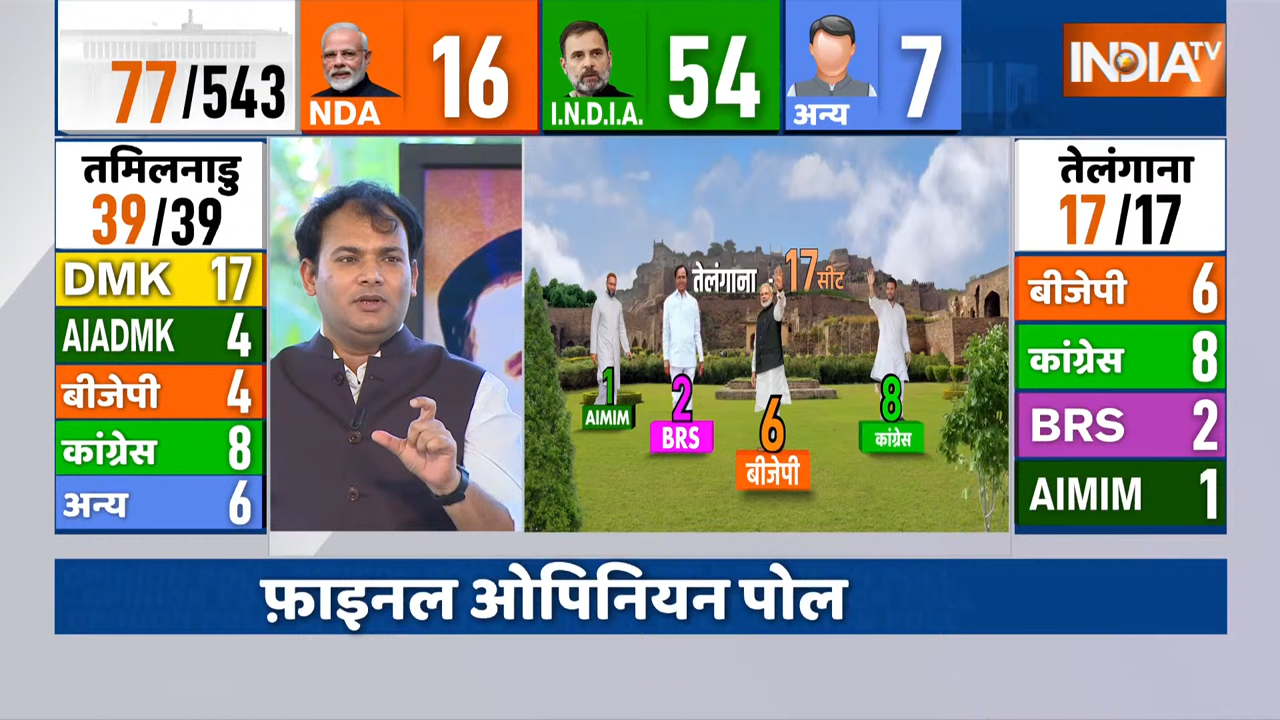 77/543
NDA
16
I.N.D.I.A.
54
अन्य
7
INDIA TV
तमिलनाडु
39/39
DMK 17
AIADMK 4
बीजेपी 4
कांग्रेस 8
अन्य 6
तेलंगाना 17 सीट
1
AIMIM
2
BRS
6
बीजेपी
8
कांग्रेस
तेलंगाना
17/17
बीजेपी 6
कांग्रेस 8
BRS 2
AIMIM 1
फ़ाइनल ओपिनियन पोल